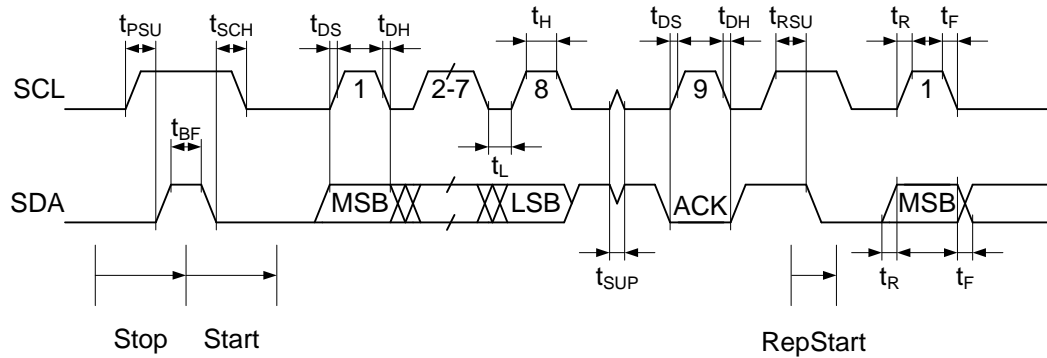 tPSU tSCH tDS tDH tH tDS tDH tRSU tR tF
SCL 1 2-7 8 9 1
tBF tL
SDA MSB LSB ACK MSB
tSUP tR tF
Stop Start RepStart